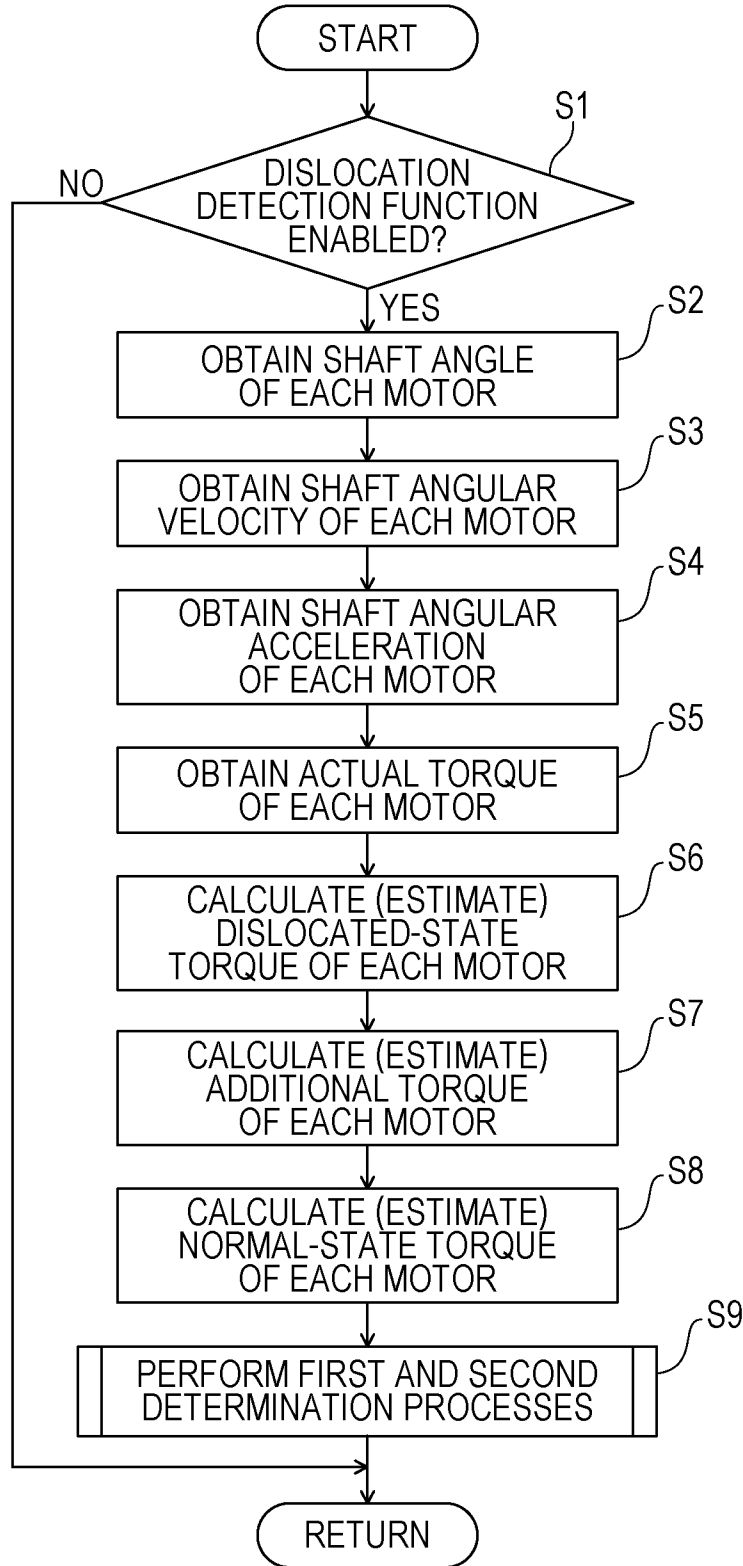 START
S1
NO
DISLOCATION
DETECTION FUNCTION
ENABLED?
YES
S2
OBTAIN SHAFT ANGLE
OF EACH MOTOR
S3
OBTAIN SHAFT ANGULAR
VELOCITY OF EACH MOTOR
S4
OBTAIN SHAFT ANGULAR
ACCELERATION
OF EACH MOTOR
S5
OBTAIN ACTUAL TORQUE
OF EACH MOTOR
S6
CALCULATE (ESTIMATE)
DISLOCATED-STATE
TORQUE OF EACH MOTOR
S7
CALCULATE (ESTIMATE)
ADDITIONAL TORQUE
OF EACH MOTOR
S8
CALCULATE (ESTIMATE)
NORMAL-STATE TORQUE
OF EACH MOTOR
S9
PERFORM FIRST AND SECOND
DETERMINATION PROCESSES
RETURN